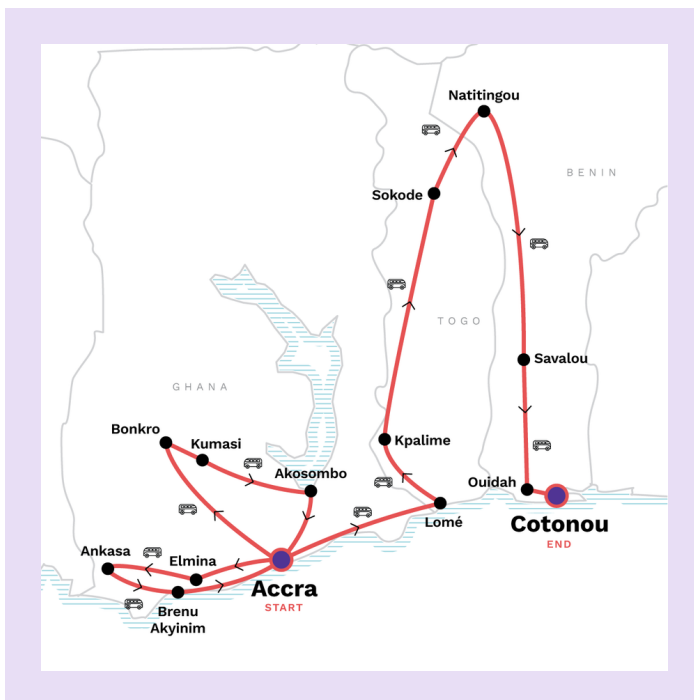 Natitingou
BENIN
Sokode
TOGO
Savalou
GHANA
Bonkro
Kumasi
Kpalime
Akosombo
Ouidah
Lomé
Cotonou
END
Ankasa
Elmina
Accra
START
Brenu
Akyinim